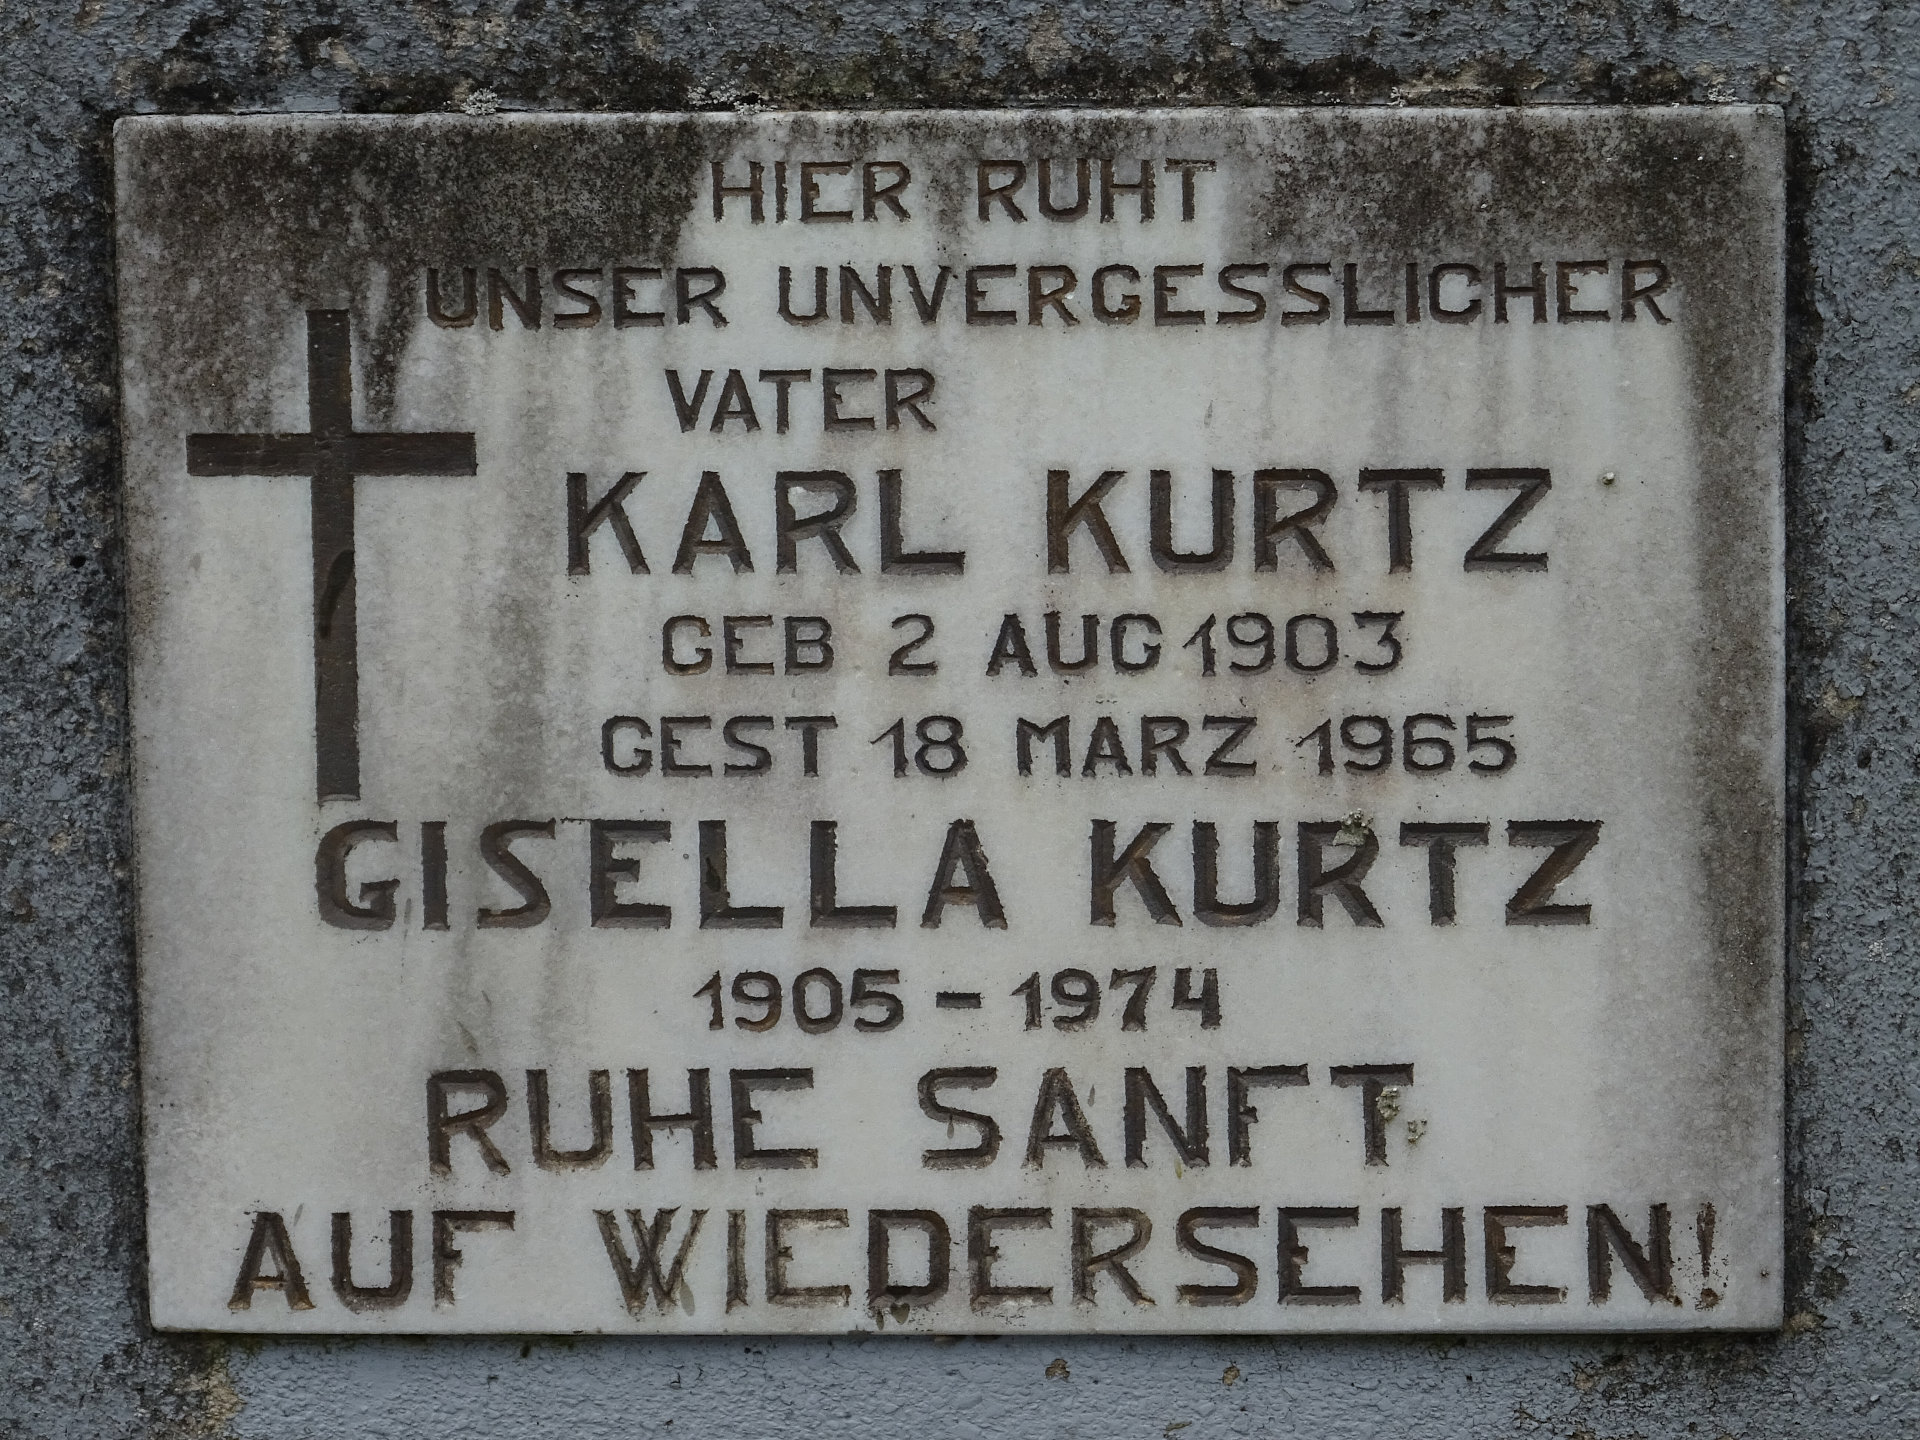 HIER RUHT
UNSER UNVERGESSLICHER
VATER
KARL KURTZ
GEB 2 AUG 1903
GEST 18 MARZ 1965
GISELLA KURTZ
1905 - 1974
RUHE SANFT
AUF WIEDERSEHEN!